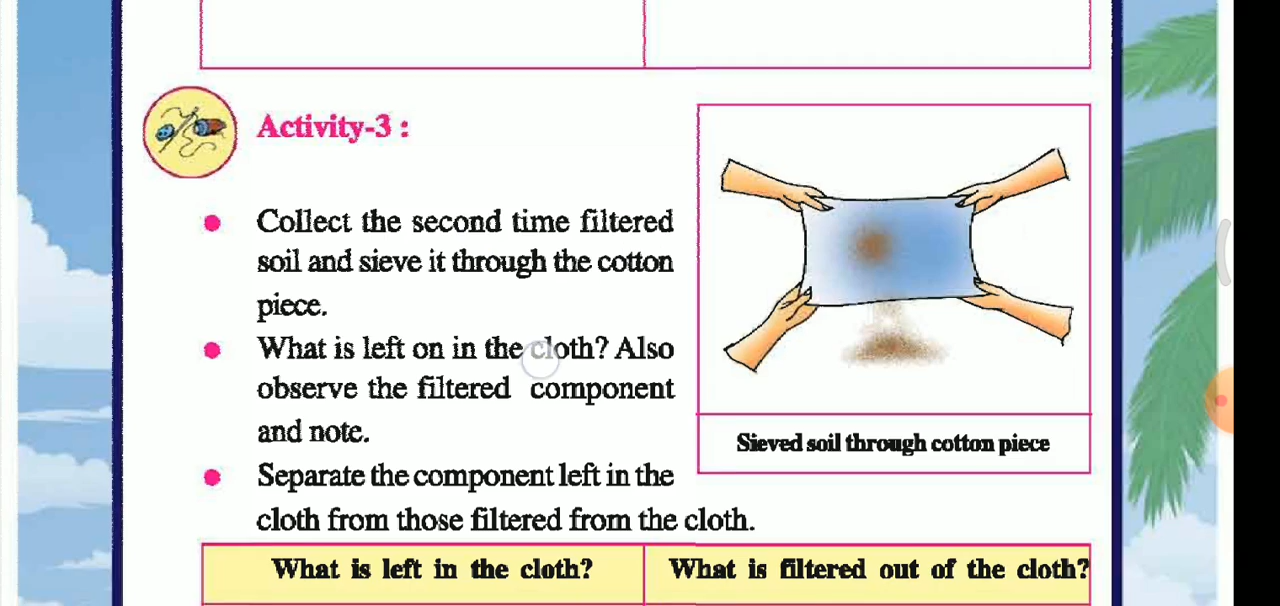 Activity-3 :
Collect the second time filtered
soil and sieve it through the cotton
piece.
What is left on in the cloth? Also
observe the filtered component
and note.
Separate the component left in the
cloth from those filtered from the cloth.
Sieved soil through cotton piece
What is left in the cloth?
What is filtered out of the cloth?